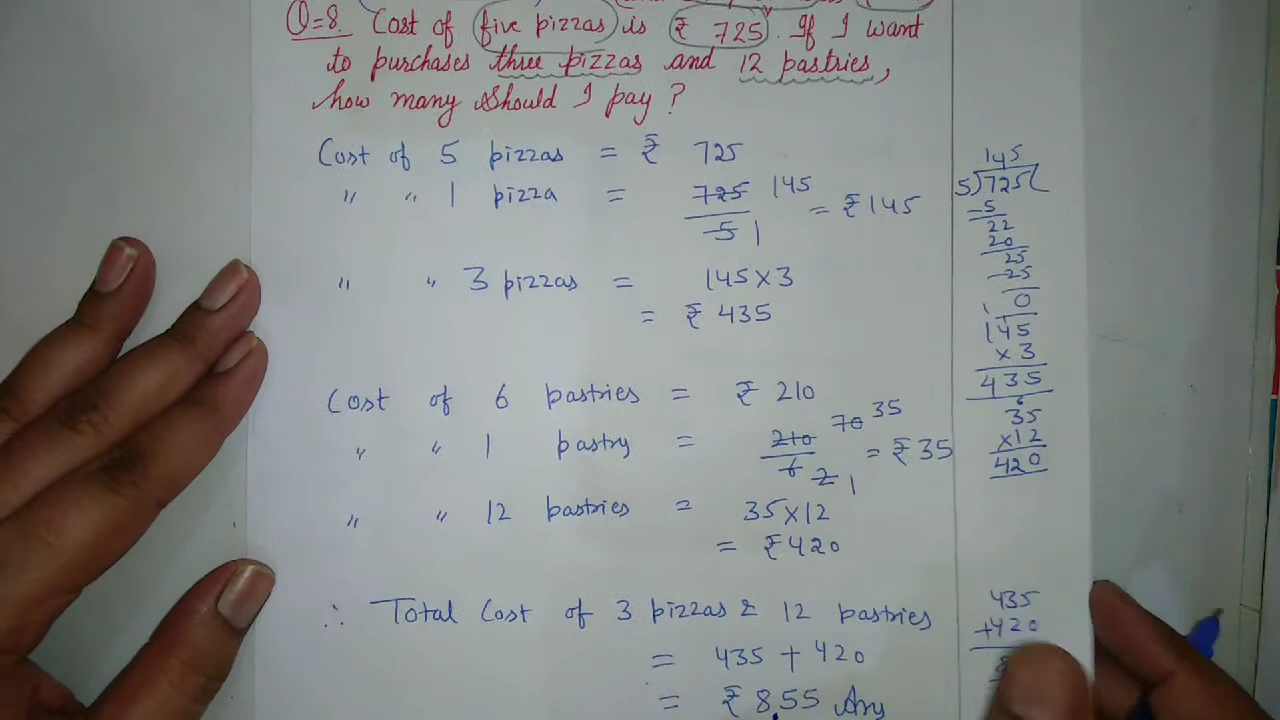 Q=8. Cost of five pizzas is ₹ 725. If I want
to purchases three pizzas and 12 pastries,
how many should I pay?
Cost of 5 pizzas = ₹ 725
" " 1 pizza = 725/5 145 1 = ₹145
" " 3 pizzas = 145×3
= ₹ 435
Cost of 6 pastries = ₹ 210
" " 1 pastry = 210/6 70 35 2 1 = ₹35
" " 12 pastries = 35×12
= ₹420
∴ Total Cost of 3 pizzas & 12 pastries
= 435 + 420
= ₹ 855 Ans
145
5)725(
-5
22
20
25
-25
0
145
×3
435
35
×12
420
435
+420
8